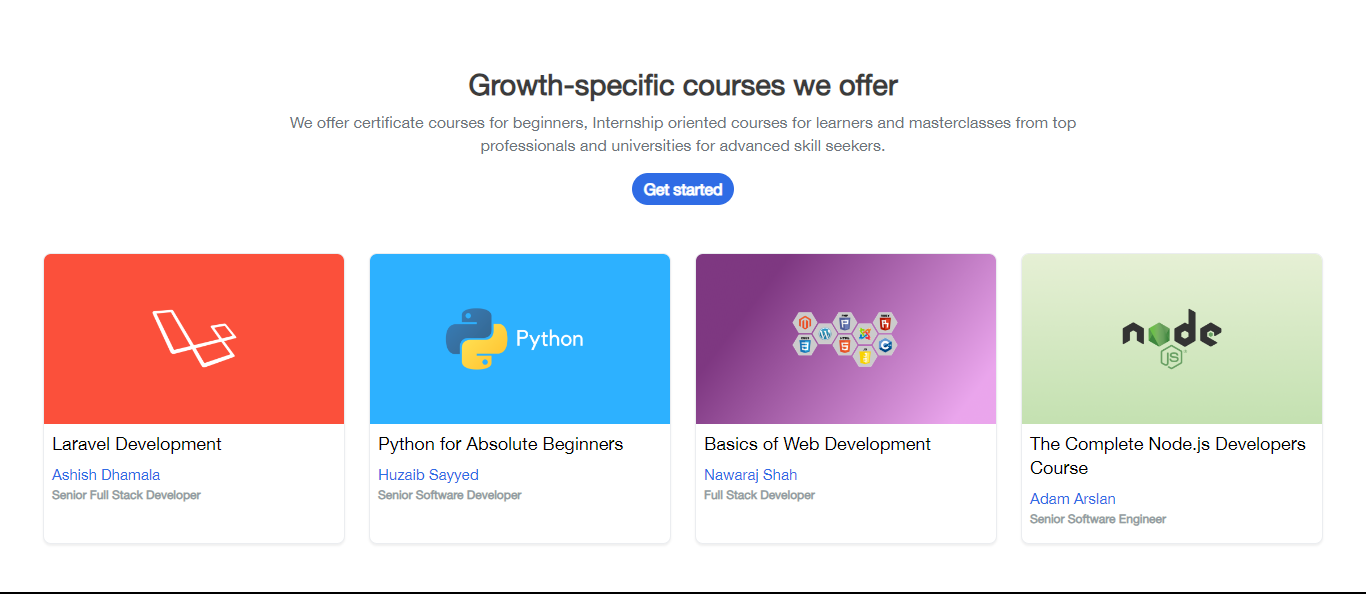 Growth-specific courses we offer
We offer certificate courses for beginners, Internship oriented courses for learners and masterclasses from top
professionals and universities for advanced skill seekers.
Get started
Python
node
JS
Laravel Development
Ashish Dhamala
Senior Full Stack Developer
Python for Absolute Beginners
Huzaib Sayyed
Senior Software Developer
Basics of Web Development
Nawaraj Shah
Full Stack Developer
The Complete Node.js Developers
Course
Adam Arslan
Senior Software Engineer